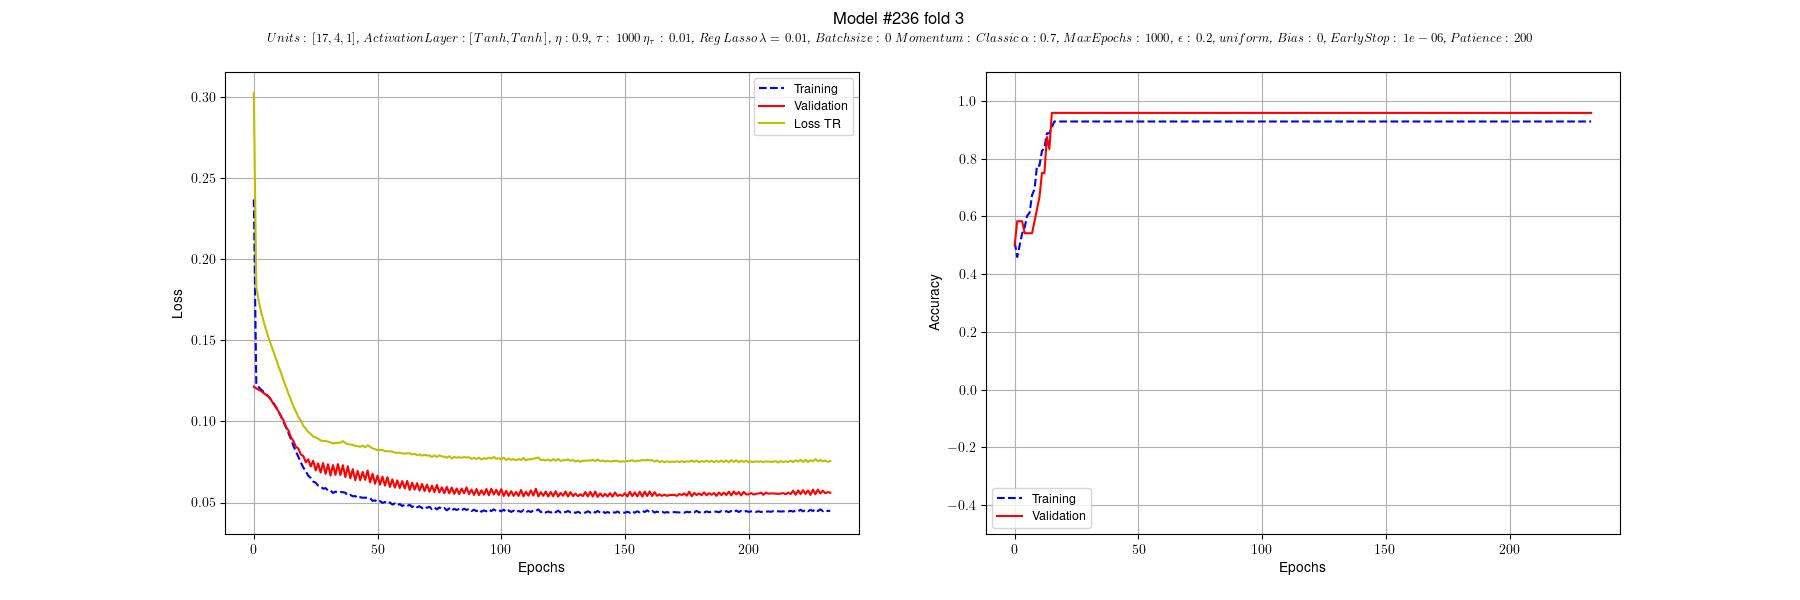 Model #236 fold 3
Units : [17, 4, 1], ActivationLayer : [Tanh, Tanh], η : 0.9, τ : 1000 η_τ : 0.01, Reg Lasso λ = 0.01, Batchsize : 0 Momentum : Classic α : 0.7, MaxEpochs : 1000, ϵ : 0.2, uniform, Bias : 0, EarlyStop : 1e − 06, Patience : 200
Training
Validation
Loss TR
0.30
0.25
0.20
0.15
0.10
0.05
Loss
0 50 100 150 200
Epochs
1.0
0.8
0.6
0.4
0.2
0.0
−0.2
−0.4
Accuracy
Training
Validation
0 50 100 150 200
Epochs